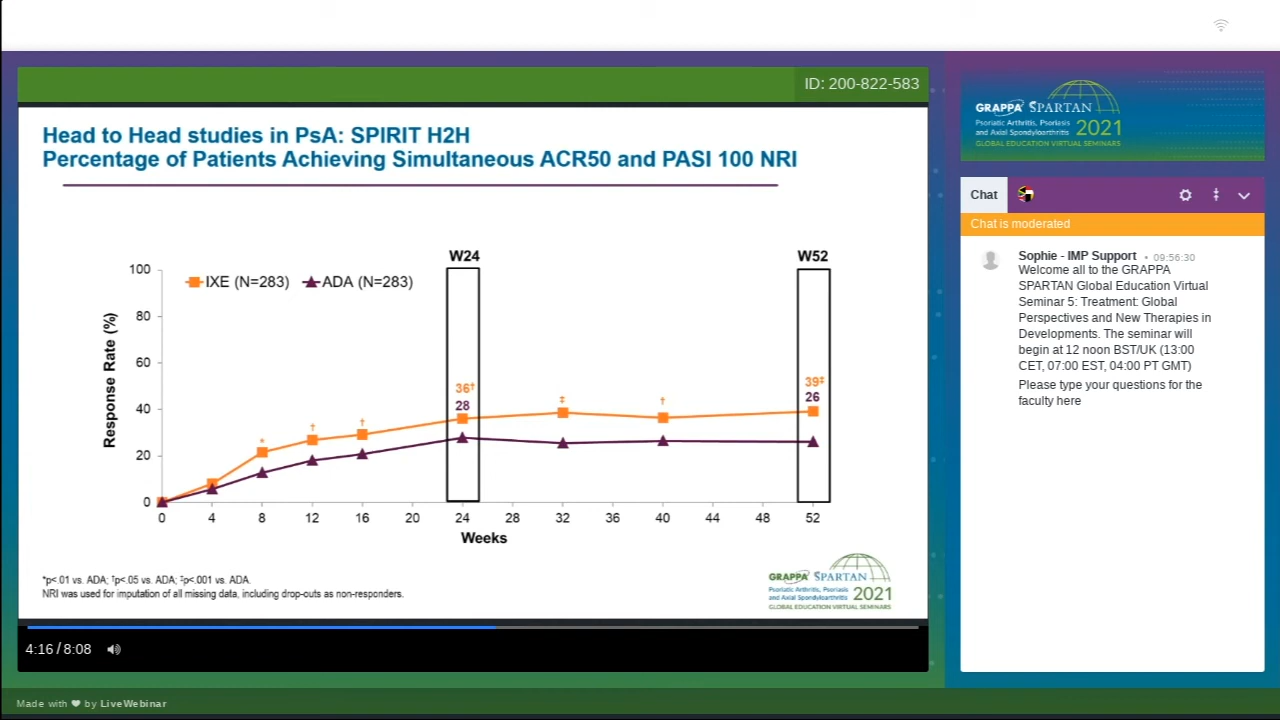 ID: 200-822-583
Head to Head studies in PsA: SPIRIT H2H
Percentage of Patients Achieving Simultaneous ACR50 and PASI 100 NRI
W24
W52
100
80
60
40
20
0
Response Rate (%)
IXE (N=283)
ADA (N=283)
*
†
†
36†
28
‡
†
39‡
26
0 4 8 12 16 20 24 28 32 36 40 44 48 52
Weeks
*p<.01 vs. ADA; †p<.05 vs. ADA; ‡p<.001 vs. ADA.
NRI was used for imputation of all missing data, including drop-outs as non-responders.
GRAPPA SPARTAN
Psoriatic Arthritis, Psoriasis
and Axial Spondyloarthritis 2021
GLOBAL EDUCATION VIRTUAL SEMINARS
4:16 / 8:08
GRAPPA SPARTAN
Psoriatic Arthritis, Psoriasis
and Axial Spondyloarthritis 2021
GLOBAL EDUCATION VIRTUAL SEMINARS
Chat
Chat is moderated
Sophie - IMP Support • 09:56:30
Welcome all to the GRAPPA
SPARTAN Global Education Virtual
Seminar 5: Treatment: Global
Perspectives and New Therapies in
Developments. The seminar will
begin at 12 noon BST/UK (13:00
CET, 07:00 EST, 04:00 PT GMT)
Please type your questions for the
faculty here
Made with ❤ by LiveWebinar